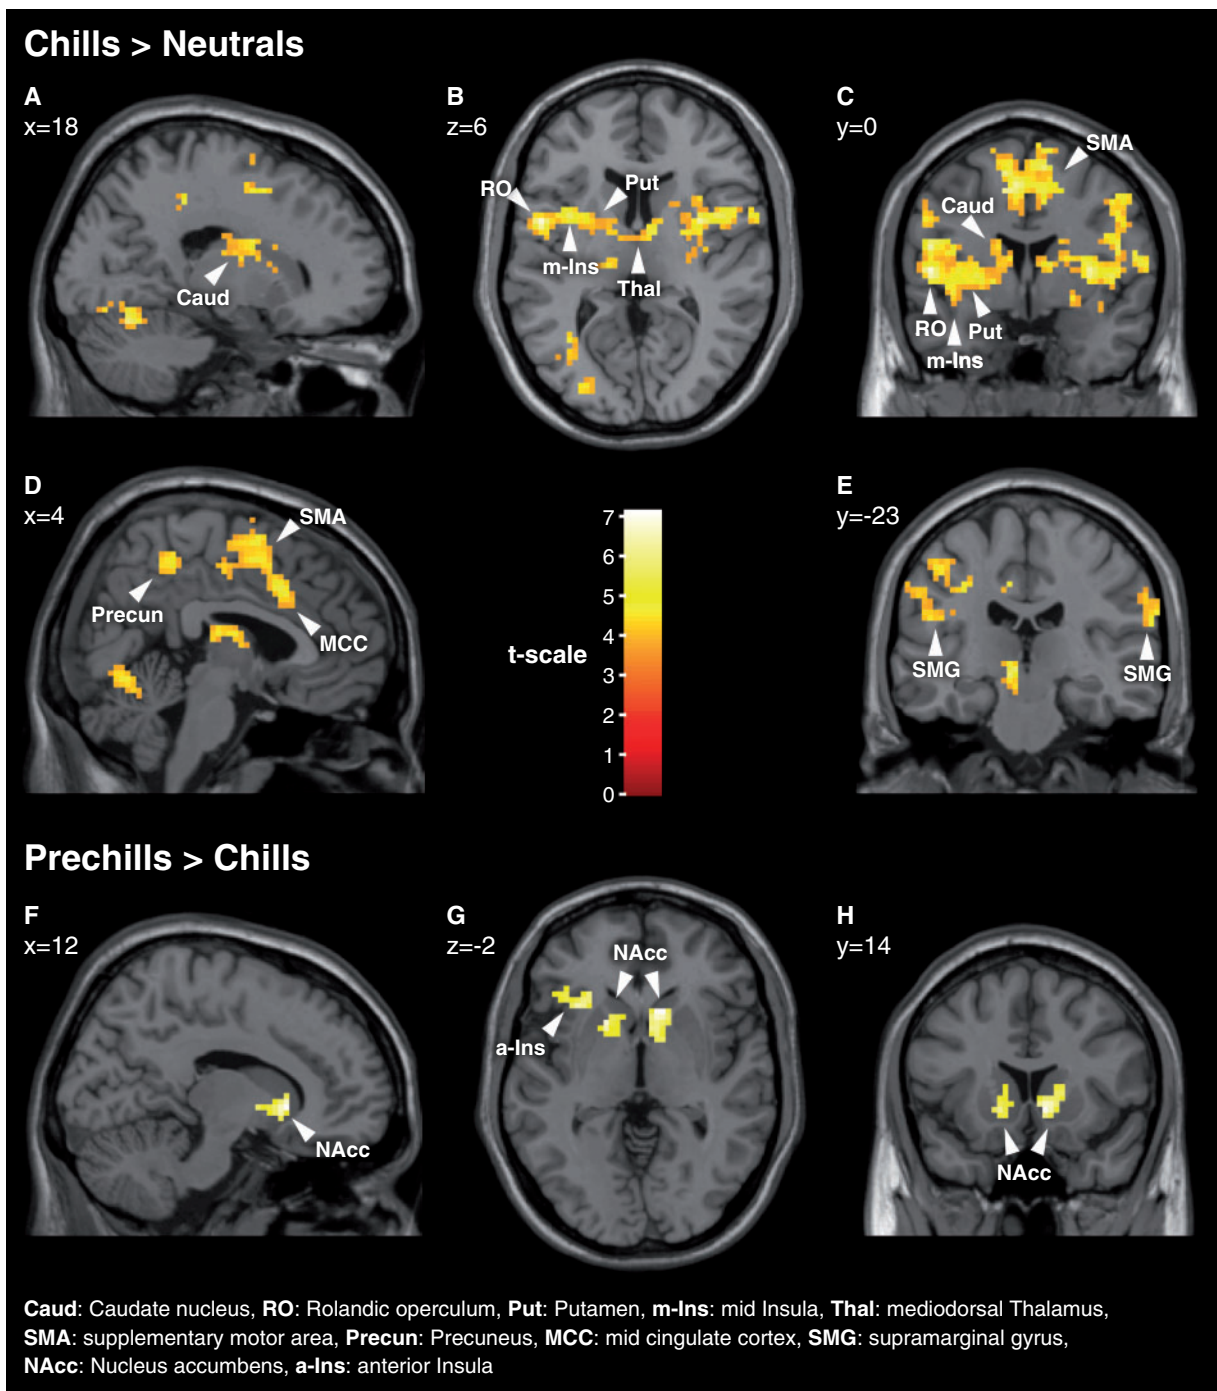 Chills > Neutrals
A
x=18
Caud
B
z=6
RO
Put
m-Ins
Thal
C
y=0
SMA
Caud
RO
Put
m-Ins
D
x=4
SMA
Precun
MCC
t-scale
7
6
5
4
3
2
1
0
E
y=-23
SMG
SMG
Prechills > Chills
F
x=12
NAcc
G
z=-2
NAcc
a-Ins
H
y=14
NAcc
Caud: Caudate nucleus, RO: Rolandic operculum, Put: Putamen, m-Ins: mid Insula, Thal: mediodorsal Thalamus,
SMA: supplementary motor area, Precun: Precuneus, MCC: mid cingulate cortex, SMG: supramarginal gyrus,
NAcc: Nucleus accumbens, a-Ins: anterior Insula